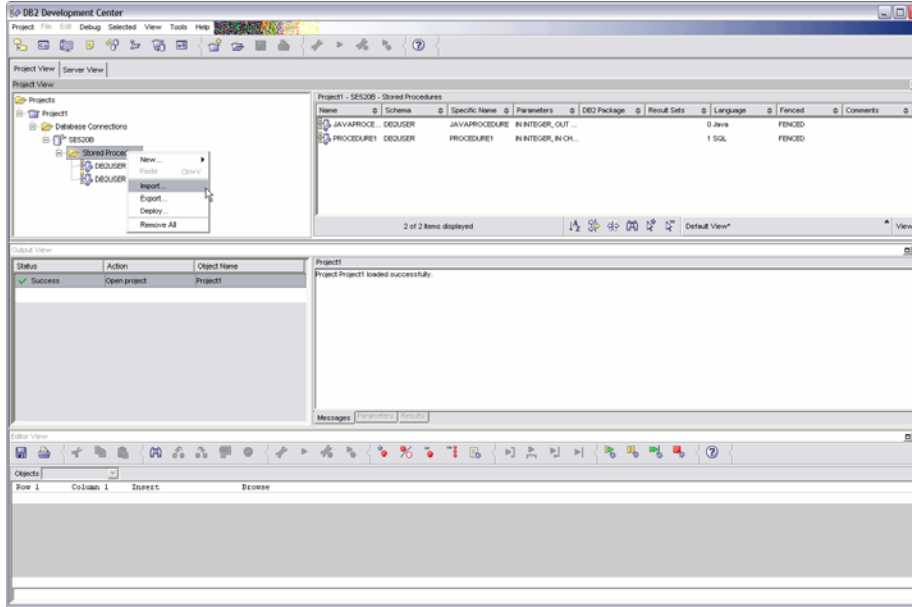 DB2 Development Center
Project File Edit Debug Selected View Tools Help
Project View Server View
Project View
Projects
Project1
Database Connections
SE520B
Stored Proced
DB2USER
DB2USER
New...
Paste Ctrl+V
Import...
Export...
Deploy...
Remove All
Project1 - SE520B - Stored Procedures
Name Schema Specific Name Parameters DB2 Package Result Sets Language Fenced Comments
JAVAPROCE... DB2USER JAVAPROCEDURE IN INTEGER, OUT ... 0 Java FENCED
PROCEDURE1 DB2USER PROCEDURE1 IN INTEGER, IN CH... 1 SQL FENCED
2 of 2 items displayed Default View* View
Output View
Status Action Object Name
Success Open project Project1
Project1
Project Project1 loaded successfully.
Messages Parameters Results
Editor View
Objects
Row 1 Column 1 Insert Browse